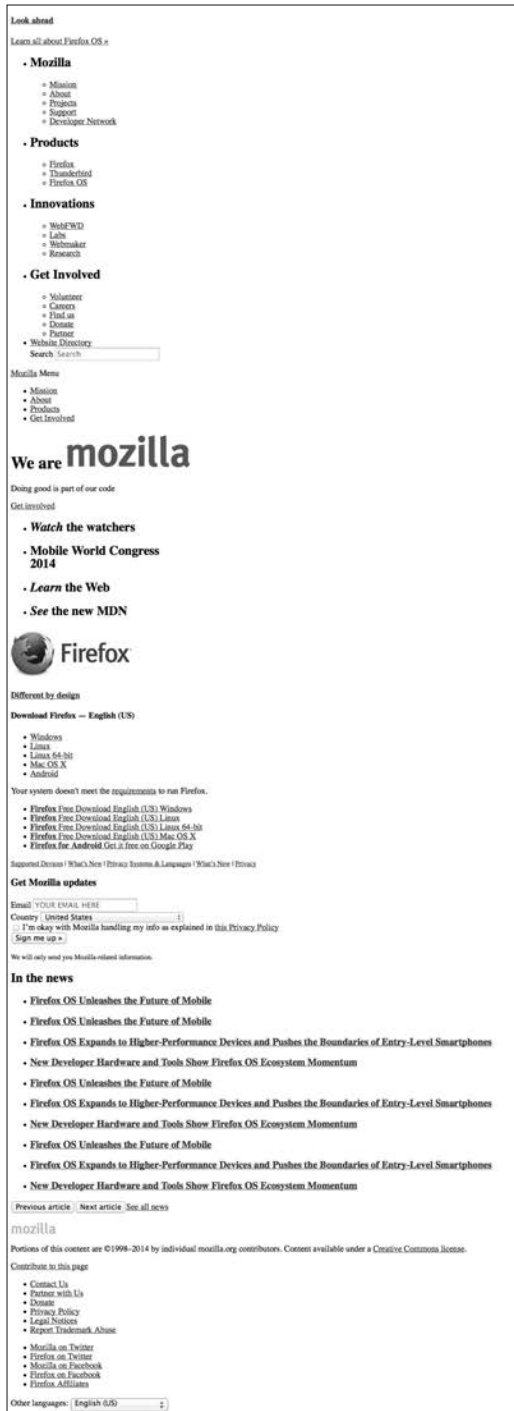 Look ahead
Learn all about Firefox OS »
• Mozilla
Mission
About
Projects
Support
Developer Network
• Products
Firefox
Thunderbird
Firefox OS
• Innovations
WebFWD
Labs
Webmaker
Research
• Get Involved
Volunteer
Careers
Find us
Donate
Partner
• Website Directory
Search Search
Mozilla Menu
• Mission
• About
• Products
• Get Involved
We are mozilla
Doing good is part of our code
Get involved
• Watch the watchers
• Mobile World Congress
2014
• Learn the Web
• See the new MDN
Firefox
Different by design
Download Firefox — English (US)
• Windows
• Linux
• Linux 64-bit
• Mac OS X
• Android
Your system doesn't meet the requirements to run Firefox.
• Firefox Free Download English (US) Windows
• Firefox Free Download English (US) Linux
• Firefox Free Download English (US) Linux 64-bit
• Firefox Free Download English (US) Mac OS X
• Firefox for Android Get it free on Google Play
Supported Devices | What's New | Privacy Systems & Languages | What's New | Privacy
Get Mozilla updates
Email YOUR EMAIL HERE
Country United States
I'm okay with Mozilla handling my info as explained in this Privacy Policy
Sign me up »
We will only send you Mozilla-related information.
In the news
• Firefox OS Unleashes the Future of Mobile
• Firefox OS Unleashes the Future of Mobile
• Firefox OS Expands to Higher-Performance Devices and Pushes the Boundaries of Entry-Level Smartphones
• New Developer Hardware and Tools Show Firefox OS Ecosystem Momentum
• Firefox OS Unleashes the Future of Mobile
• Firefox OS Expands to Higher-Performance Devices and Pushes the Boundaries of Entry-Level Smartphones
• New Developer Hardware and Tools Show Firefox OS Ecosystem Momentum
• Firefox OS Unleashes the Future of Mobile
• Firefox OS Expands to Higher-Performance Devices and Pushes the Boundaries of Entry-Level Smartphones
• New Developer Hardware and Tools Show Firefox OS Ecosystem Momentum
Previous article Next article See all news
mozilla
Portions of this content are ©1998–2014 by individual mozilla.org contributors. Content available under a Creative Commons license.
Contribute to this page
• Contact Us
• Partner with Us
• Donate
• Privacy Policy
• Legal Notices
• Report Trademark Abuse
• Mozilla on Twitter
• Firefox on Twitter
• Mozilla on Facebook
• Firefox on Facebook
• Firefox Affiliates
Other languages: English (US)